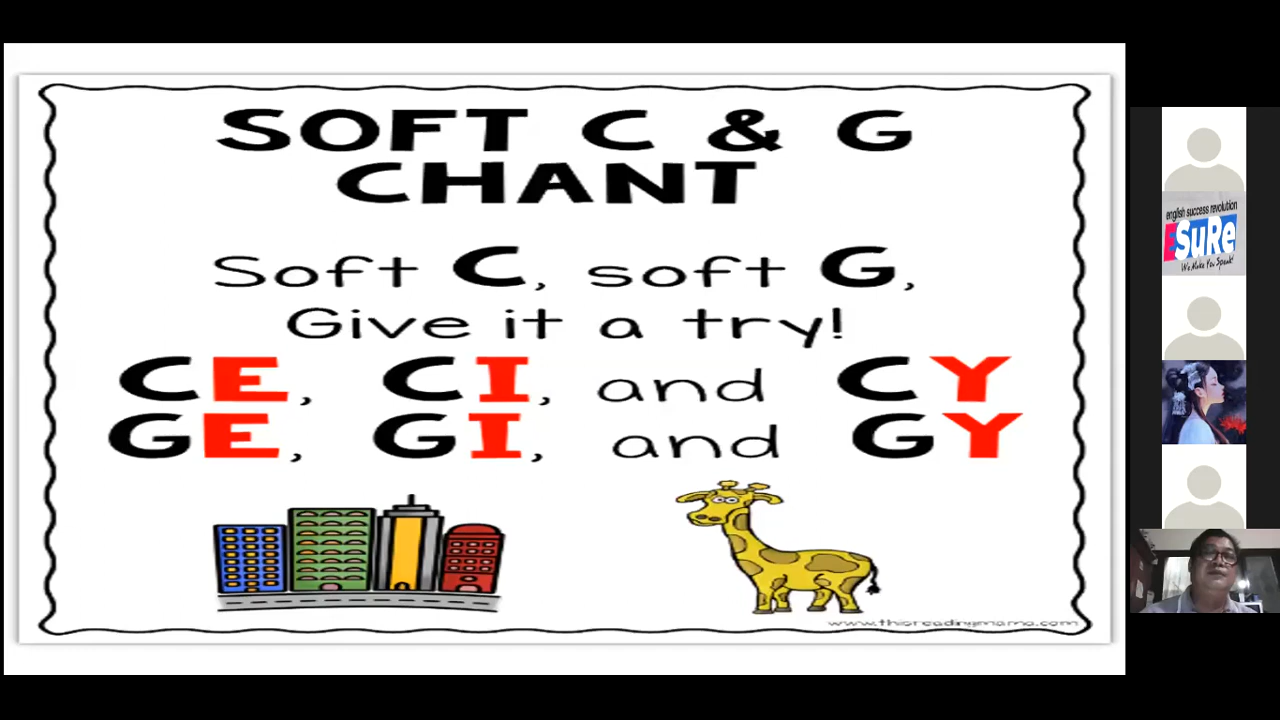 SOFT C & G
CHANT
Soft C, soft G,
Give it a try!
CE, CI, and CY
GE, GI, and GY
www.thisreadingmama.com
english success revolution
ESuRe
We Make You Speak!